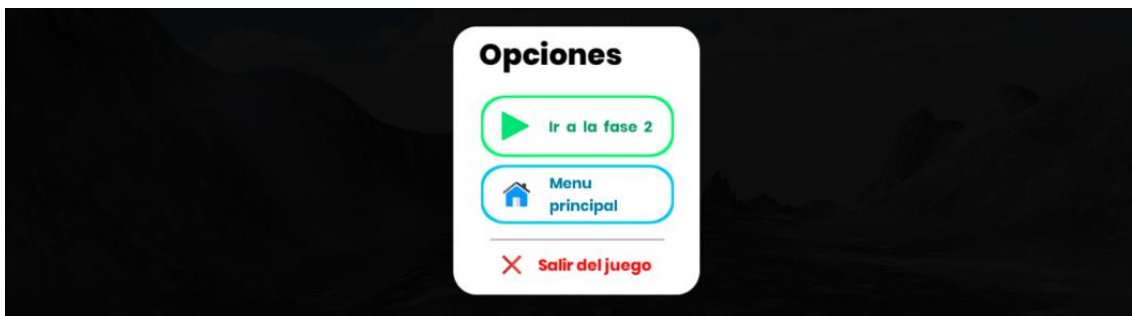 Opciones
Ir a la fase 2
Menu
principal
Salir del juego